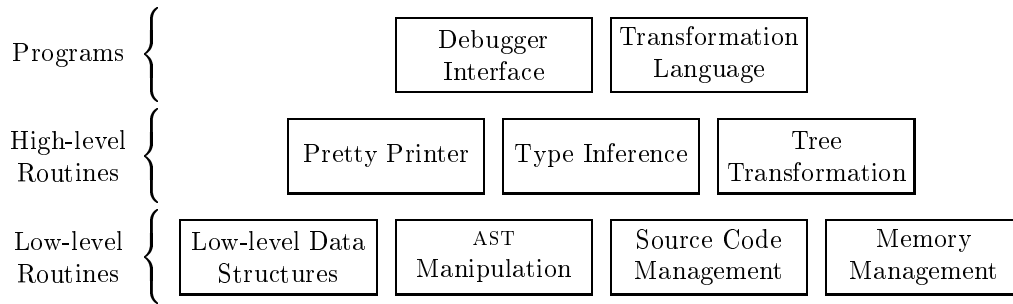 Programs
Debugger
Interface
Transformation
Language
High-level
Routines
Pretty Printer
Type Inference
Tree
Transformation
Low-level
Routines
Low-level Data
Structures
AST
Manipulation
Source Code
Management
Memory
Management